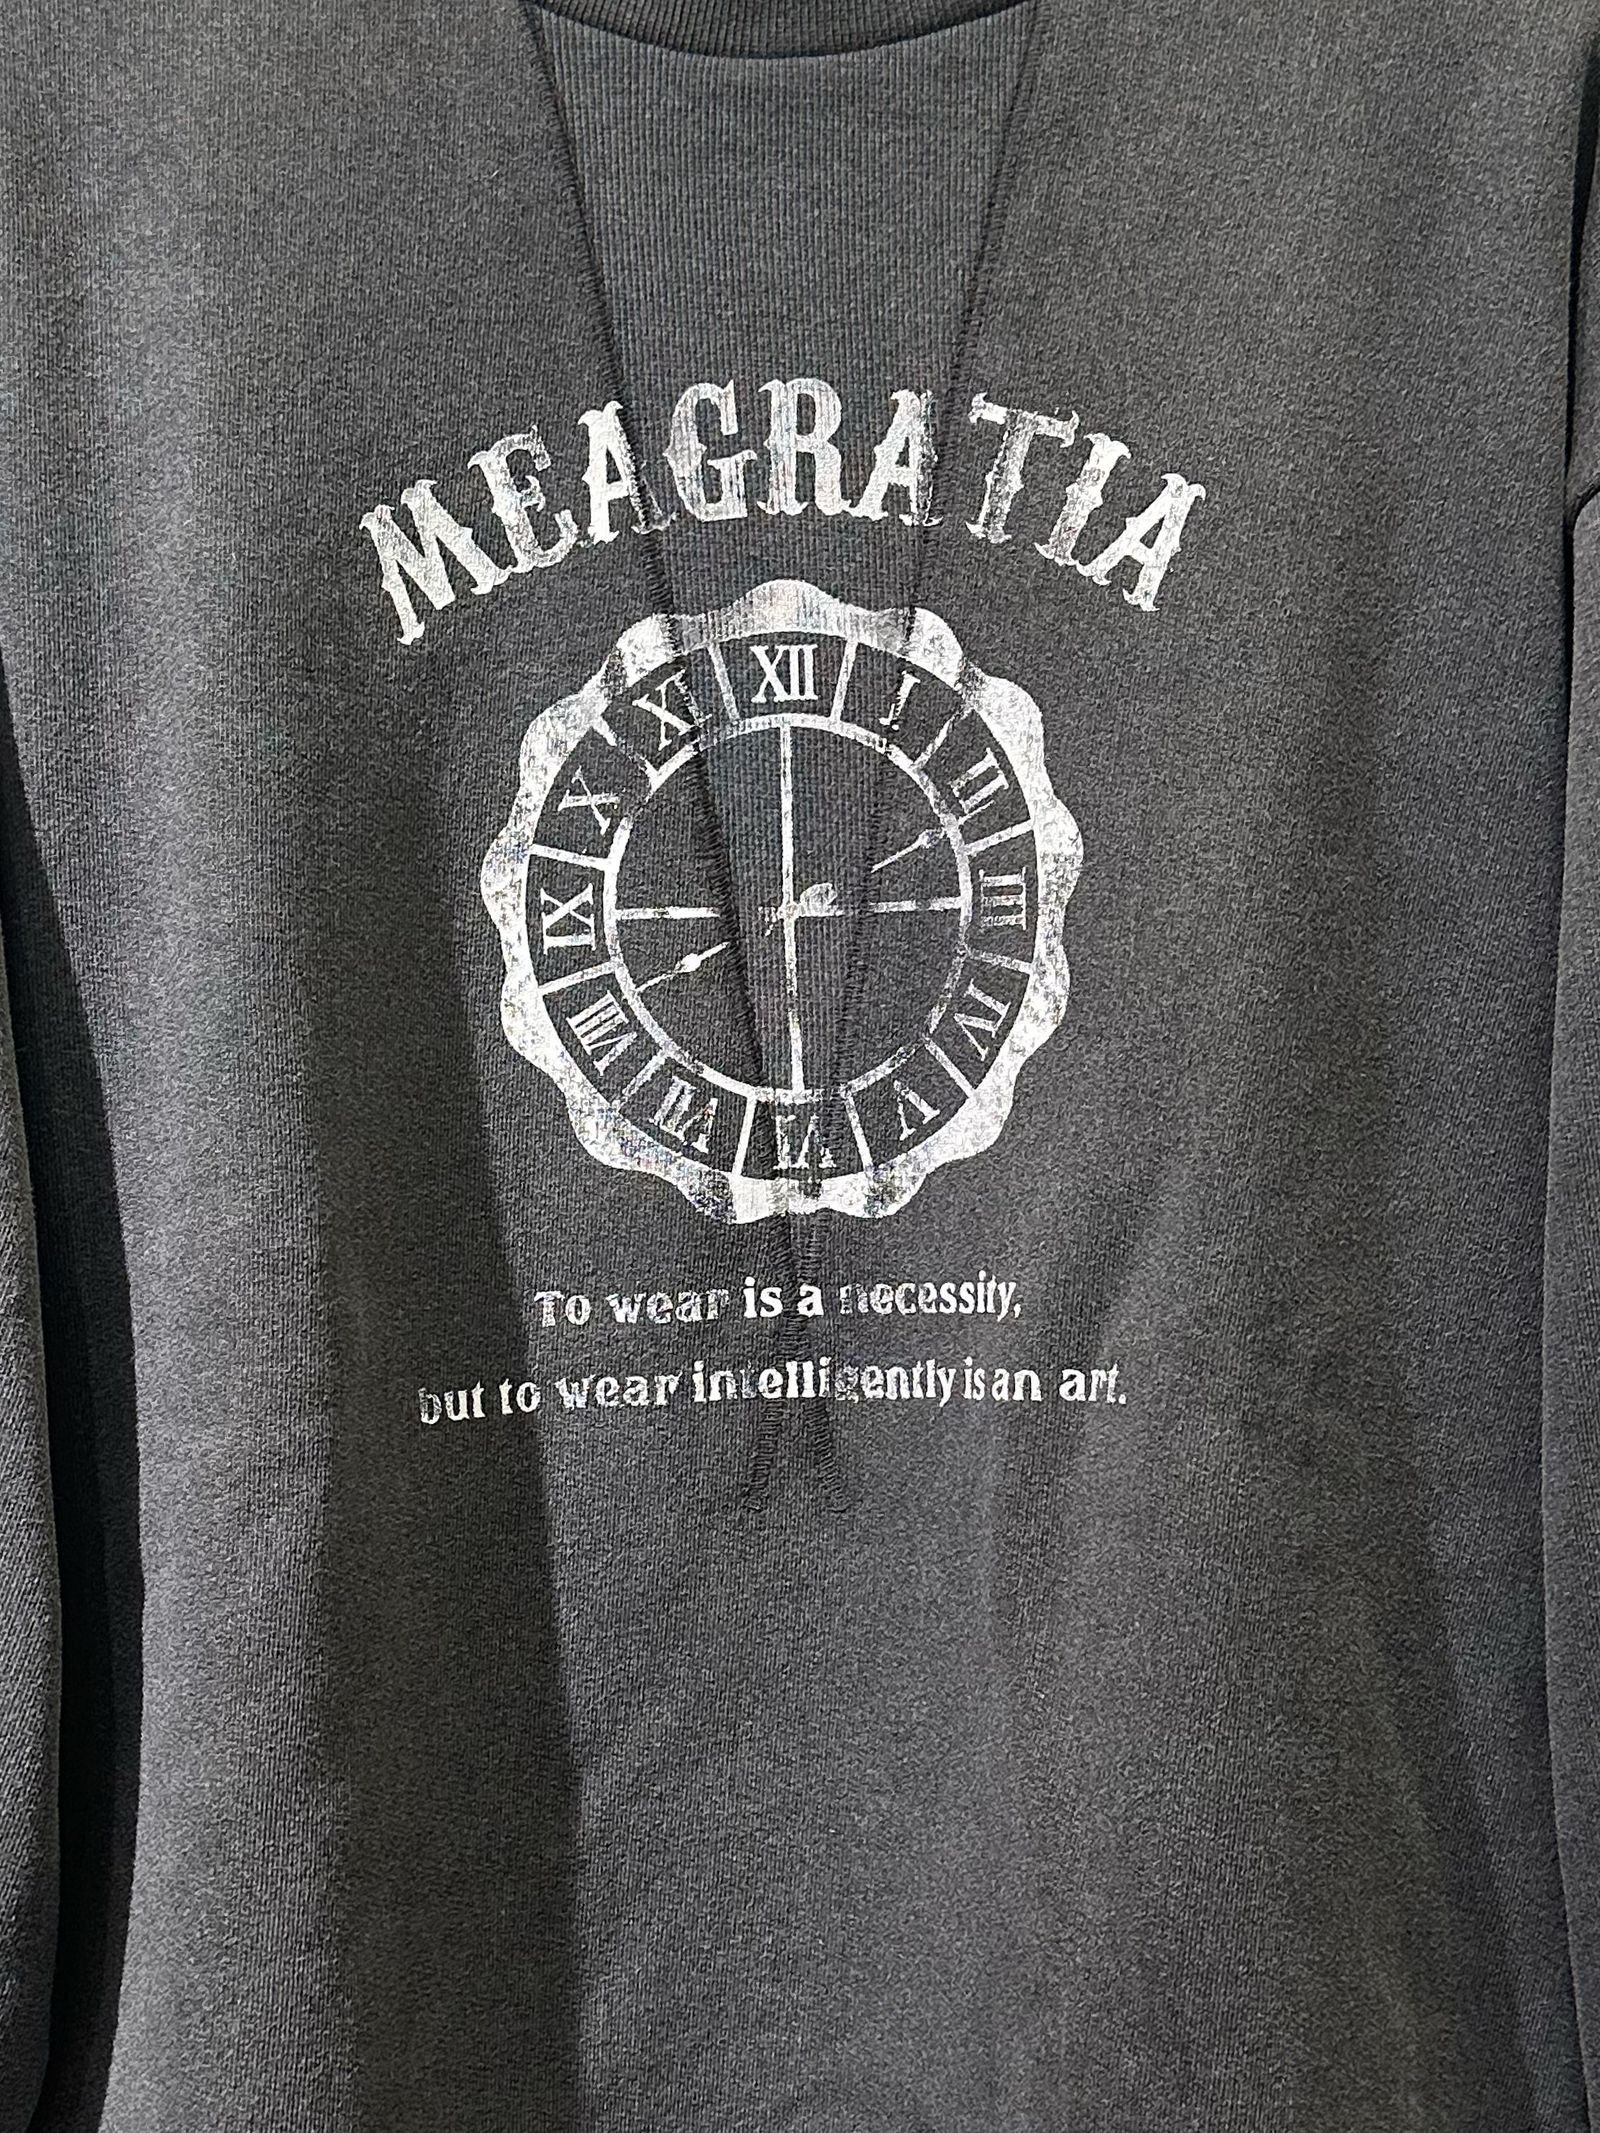 MEAGRATIA
XII
I
II
III
IV
V
VI
VII
VIII
IX
X
XI
To wear is a necessity,
but to wear intelligently is an art.